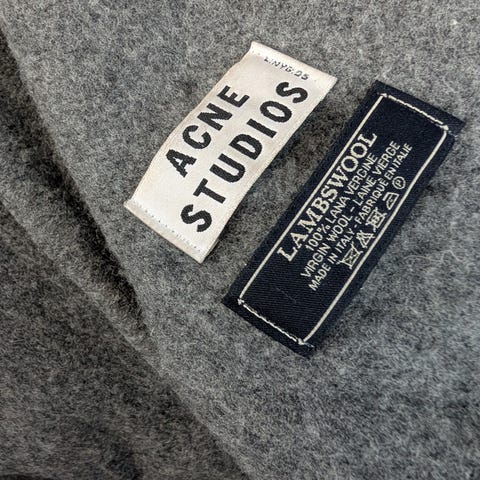 ACNE
STUDIOS
LAMBSWOOL
100% LANA VERGINE
VIRGIN WOOL - LAINE VIERGE
MADE IN ITALY - FABRIQUÉ EN ITALIE